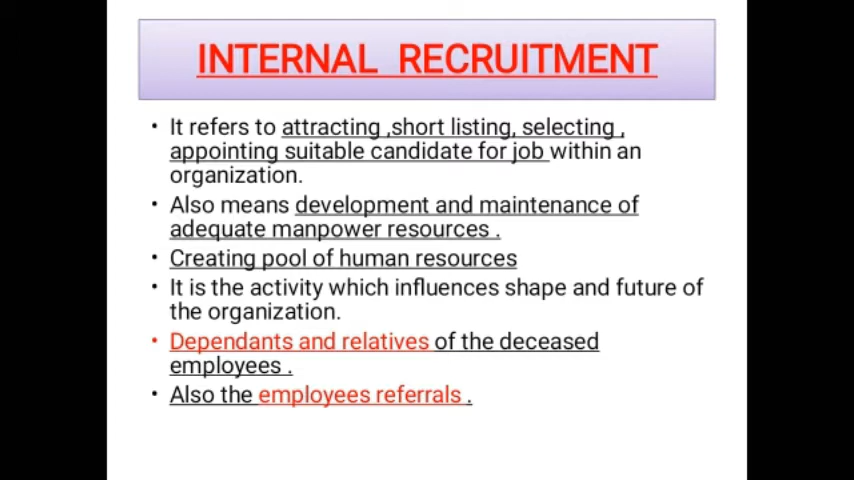 INTERNAL RECRUITMENT
• It refers to attracting ,short listing, selecting ,
appointing suitable candidate for job within an
organization.
• Also means development and maintenance of
adequate manpower resources .
• Creating pool of human resources
• It is the activity which influences shape and future of
the organization.
• Dependants and relatives of the deceased
employees .
• Also the employees referrals .